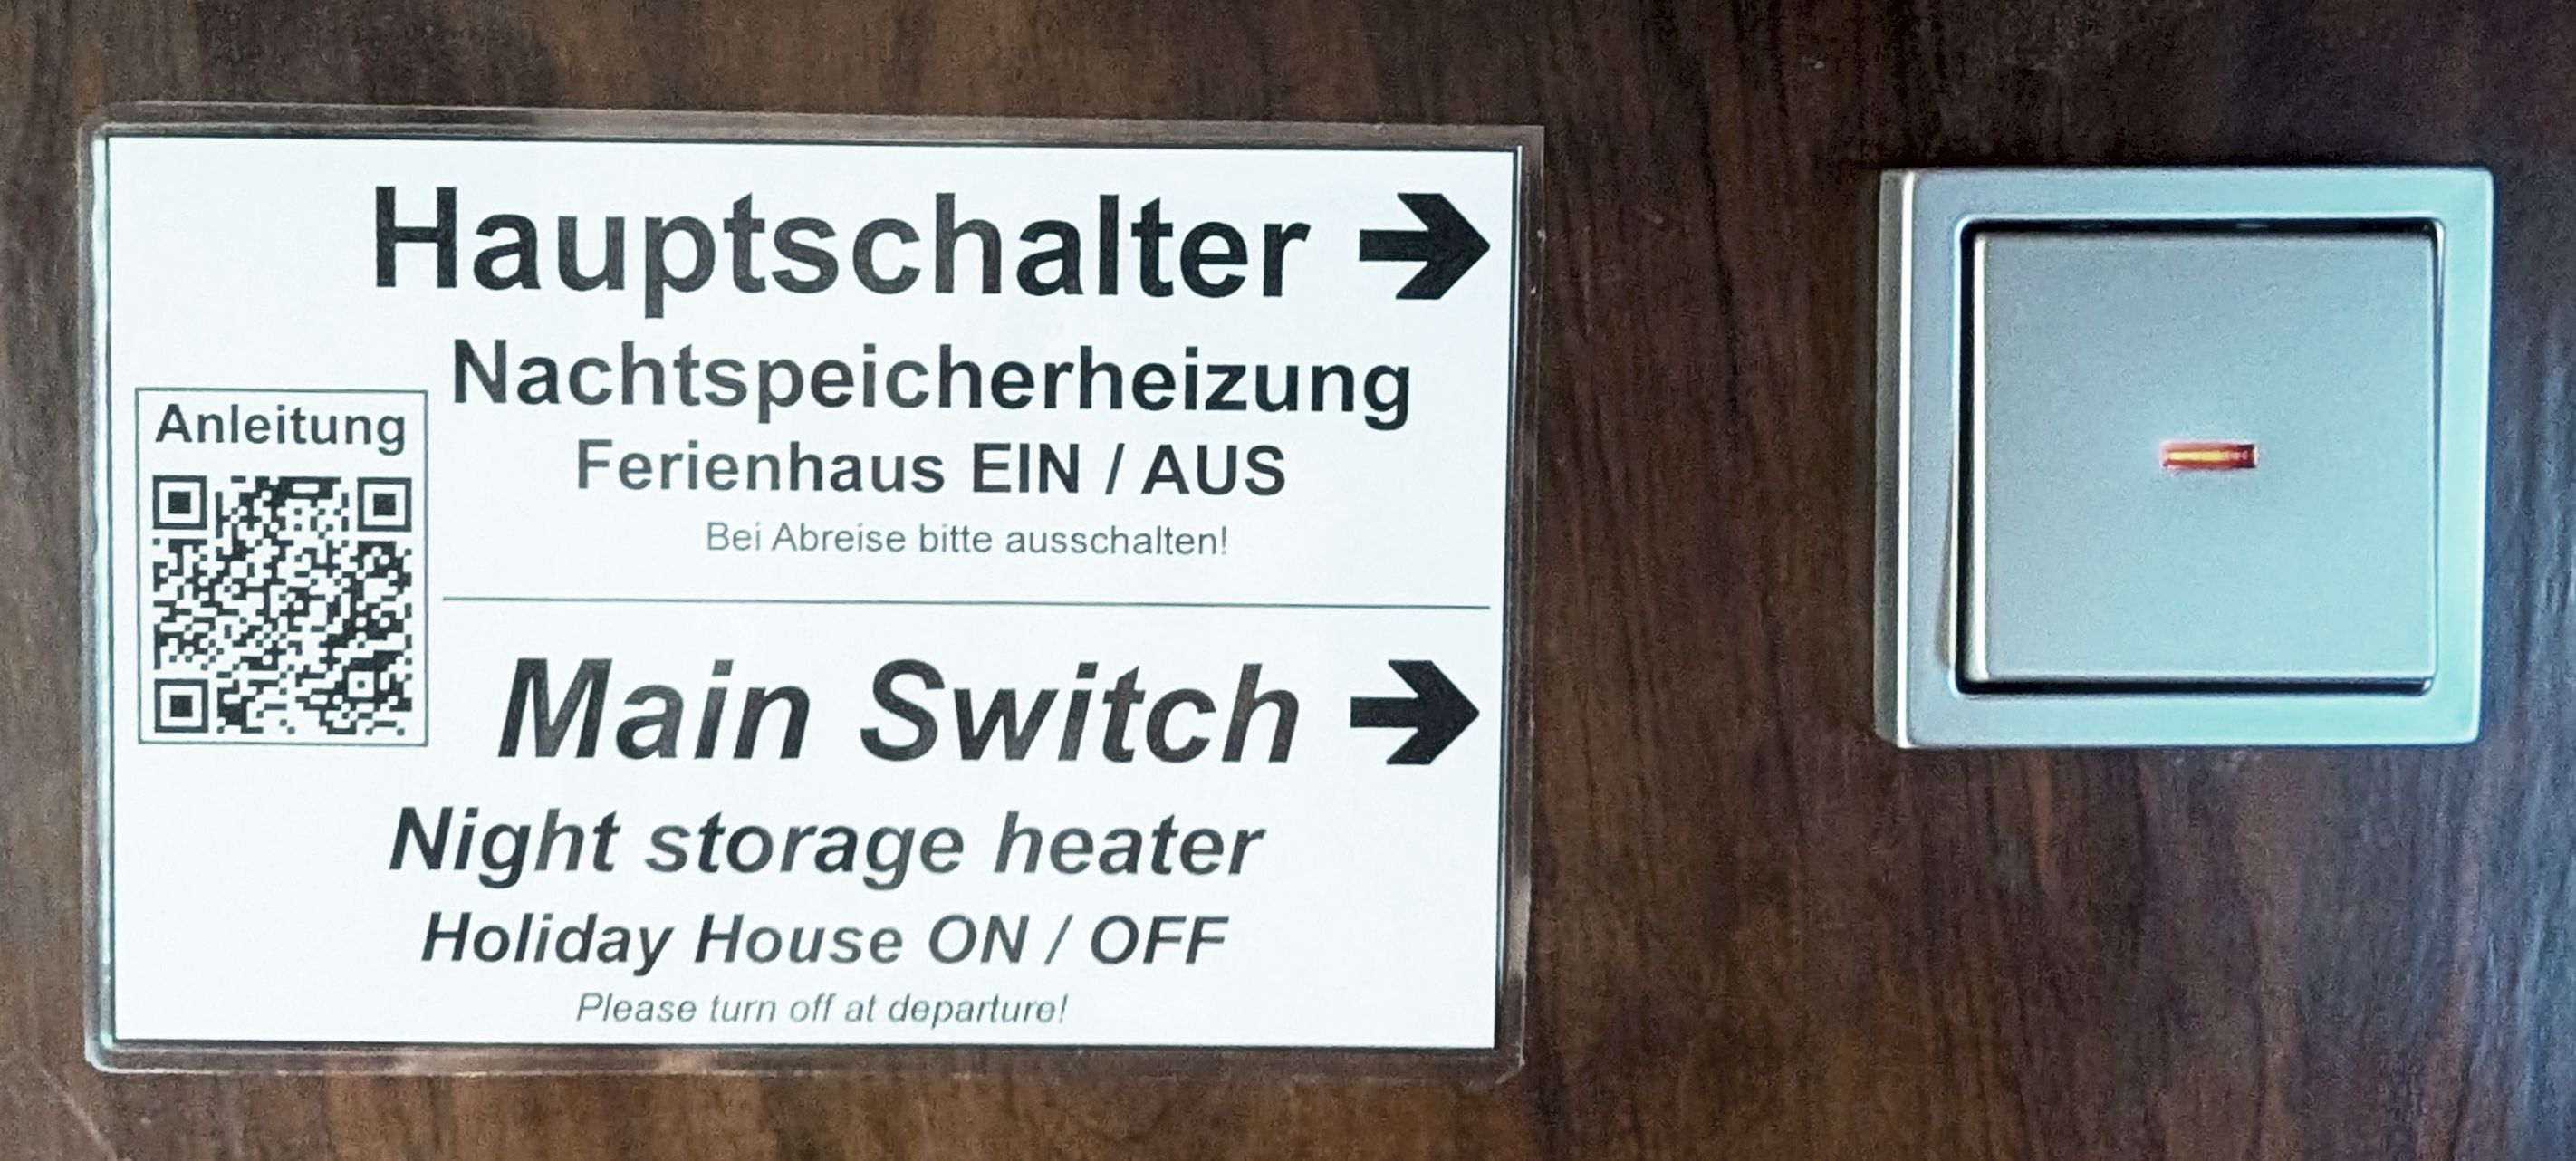 Hauptschalter
Nachtspeicherheizung
Anleitung
Ferienhaus EIN / AUS
Bei Abreise bitte ausschalten!
Main Switch
Night storage heater
Holiday House ON / OFF
Please turn off at departure!